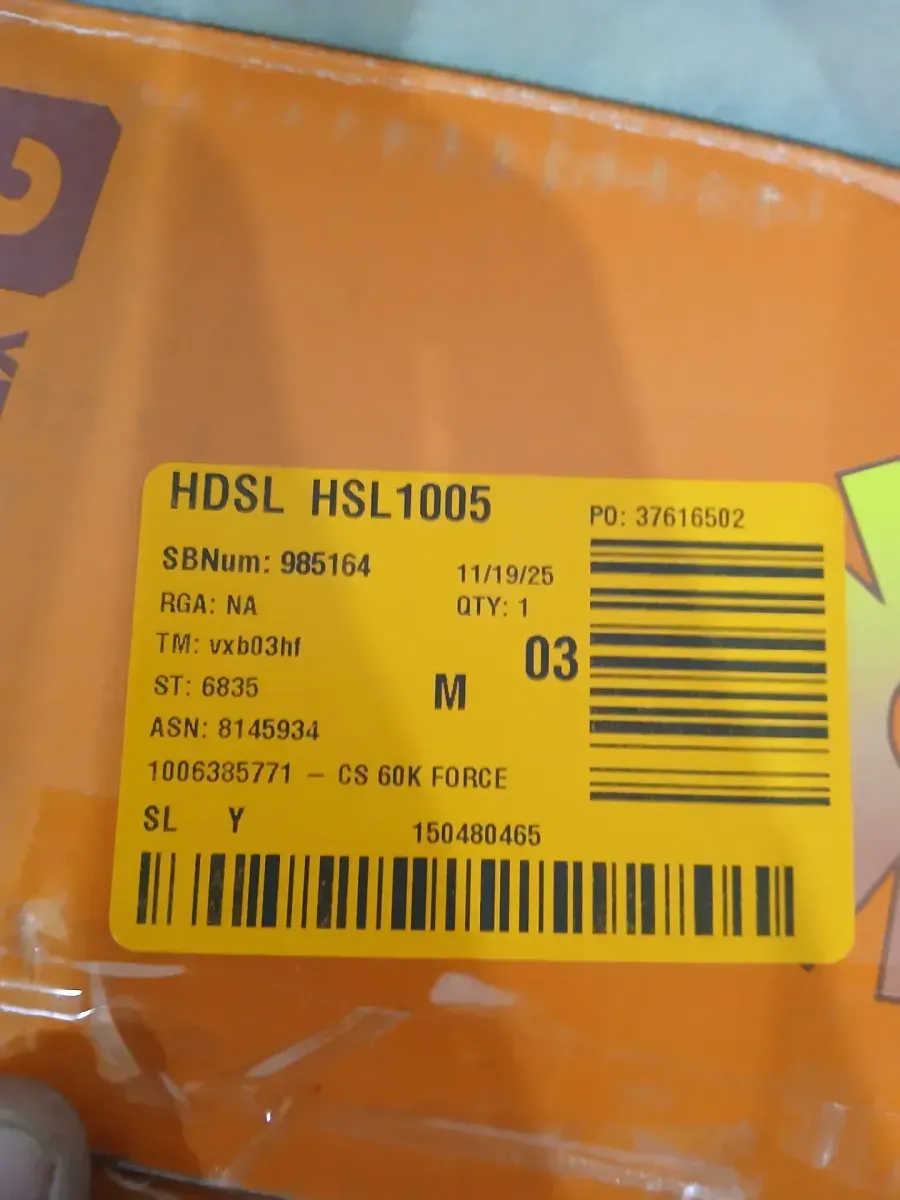 HDSL HSL1005
PO: 37616502
SBNum: 985164
11/19/25
RGA: NA
QTY: 1
TM: vxb03hf
03
ST: 6835
M
ASN: 8145934
1006385771 – CS 60K FORCE
SL Y
150480465